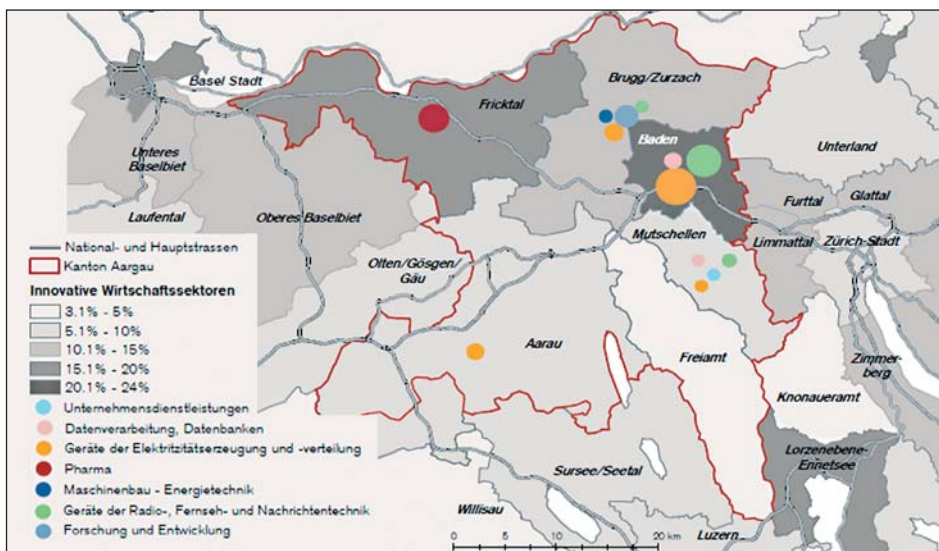 Basel Stadt
Fricktal
Brugg/Zurzach
Baden
Unterland
Unteres
Baselbiet
Laufental
Oberes Baselbiet
Furttal
Glattal
Mutschellen
Limmattal
Zürich-Stadt
Olten/Gösgen/
Gäu
Aarau
Freiamt
Zimmer-
berg
Knonaueramt
Lorzenebene-
Ennetsee
Sursee/Seetal
Willisau
Luzern
National- und Hauptstrassen
Kanton Aargau
Innovative Wirtschaftssektoren
3.1% - 5%
5.1% - 10%
10.1% - 15%
15.1% - 20%
20.1% - 24%
Unternehmensdienstleistungen
Datenverarbeitung, Datenbanken
Geräte der Elektritzitätserzeugung und -verteilung
Pharma
Maschinenbau - Energietechnik
Geräte der Radio-, Fernseh- und Nachrichtentechnik
Forschung und Entwicklung
0 5 10 20 km